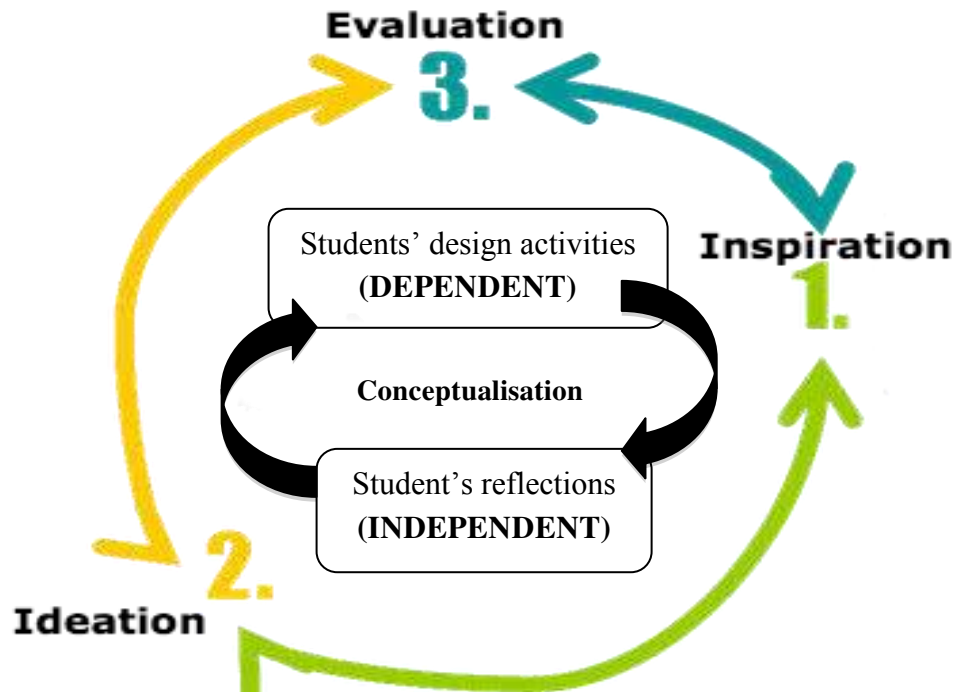 Evaluation
3.
Students’ design activities
(DEPENDENT)
Inspiration
1.
Conceptualisation
Student’s reflections
(INDEPENDENT)
2.
Ideation